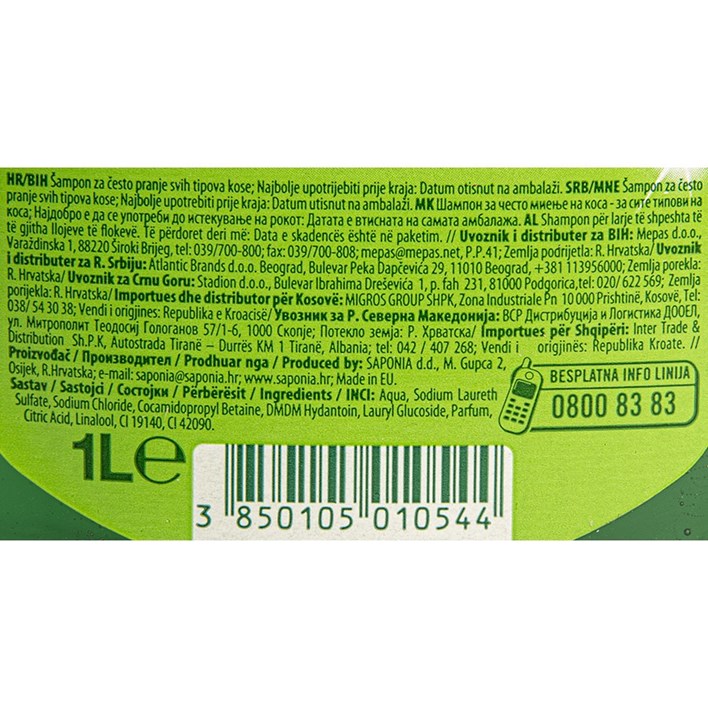 HR/BIH Šampon za često pranje svih tipova kose; Najbolje upotrijebiti prije kraja: Datum otisnut na ambalaži. SRB/MNE Šampon za često
pranje svih tipova kose; Najbolje upotrebiti prije kraja: Datum otisnut na ambalaži. MK Шампон за често миење на коса - за сите типови на
коса; Најдобро е да се употреби до истекување на рокот: Датата е втисната на самата амбалажа. AL Shampon për larje të shpeshta të
të gjitha llojeve të flokëve. Të përdoret deri më: Data e skadencës është në paketim. // Uvoznik i distributer za BIH: Mepas d.o.o.,
Varaždinska 1, 88220 Široki Brijeg, tel: 039/700-800; fax: 039/700-808; mepas@mepas.net, P.P.41; Zemlja podrijetla: R. Hrvatska/ Uvoznik
i distributer za R. Srbiju: Atlantic Brands d.o.o. Beograd, Bulevar Peka Dapčevića 29, 11010 Beograd, +381 113956000; Zemlja porekla:
R. Hrvatska/ Uvoznik za Crnu Goru: Stadion d.o.o., Bulevar Ibrahima Dreševića 1, p. fah 231, 81000 Podgorica, tel: 020/ 622 569; Zemlja
porijekla: R. Hrvatska/ Importues dhe distributor për Kosovë: MIGROS GROUP SHPK, Zona Industriale Pn 10 000 Prishtinë, Kosovë, Tel:
038/ 54 30 38; Vendi i origjines: Republika e Kroacisë/ Увозник за Р. Северна Македонија: ВСР Дистрибуција и Логистика ДООЕЛ,
ул. Митрополит Теодосиј Гологанов 57/1-6, 1000 Скопје; Потекло земја: Р. Хрватска/ Importues për Shqipëri: Inter Trade &
Distribution Sh.P.K, Autostrada Tiranë – Durrës KM 1 Tiranë, Albania; tel: 042 / 407 268; Vendi i origjinës: Republika Kroate. //
Proizvođač / Произведител / Prodhuar nga / Produced by: SAPONIA d.d., M. Gupca 2,
Osijek, R.Hrvatska; e-mail: saponia@saponia.hr; www.saponia.hr; Made in EU.
Sastav / Sastojci / Состојки / Përbërësit / Ingredients / INCI: Aqua, Sodium Laureth
Sulfate, Sodium Chloride, Cocamidopropyl Betaine, DMDM Hydantoin, Lauryl Glucoside, Parfum,
Citric Acid, Linalool, CI 19140, CI 42090.
BESPLATNA INFO LINIJA
0800 83 83
1L e
3 850105 010544